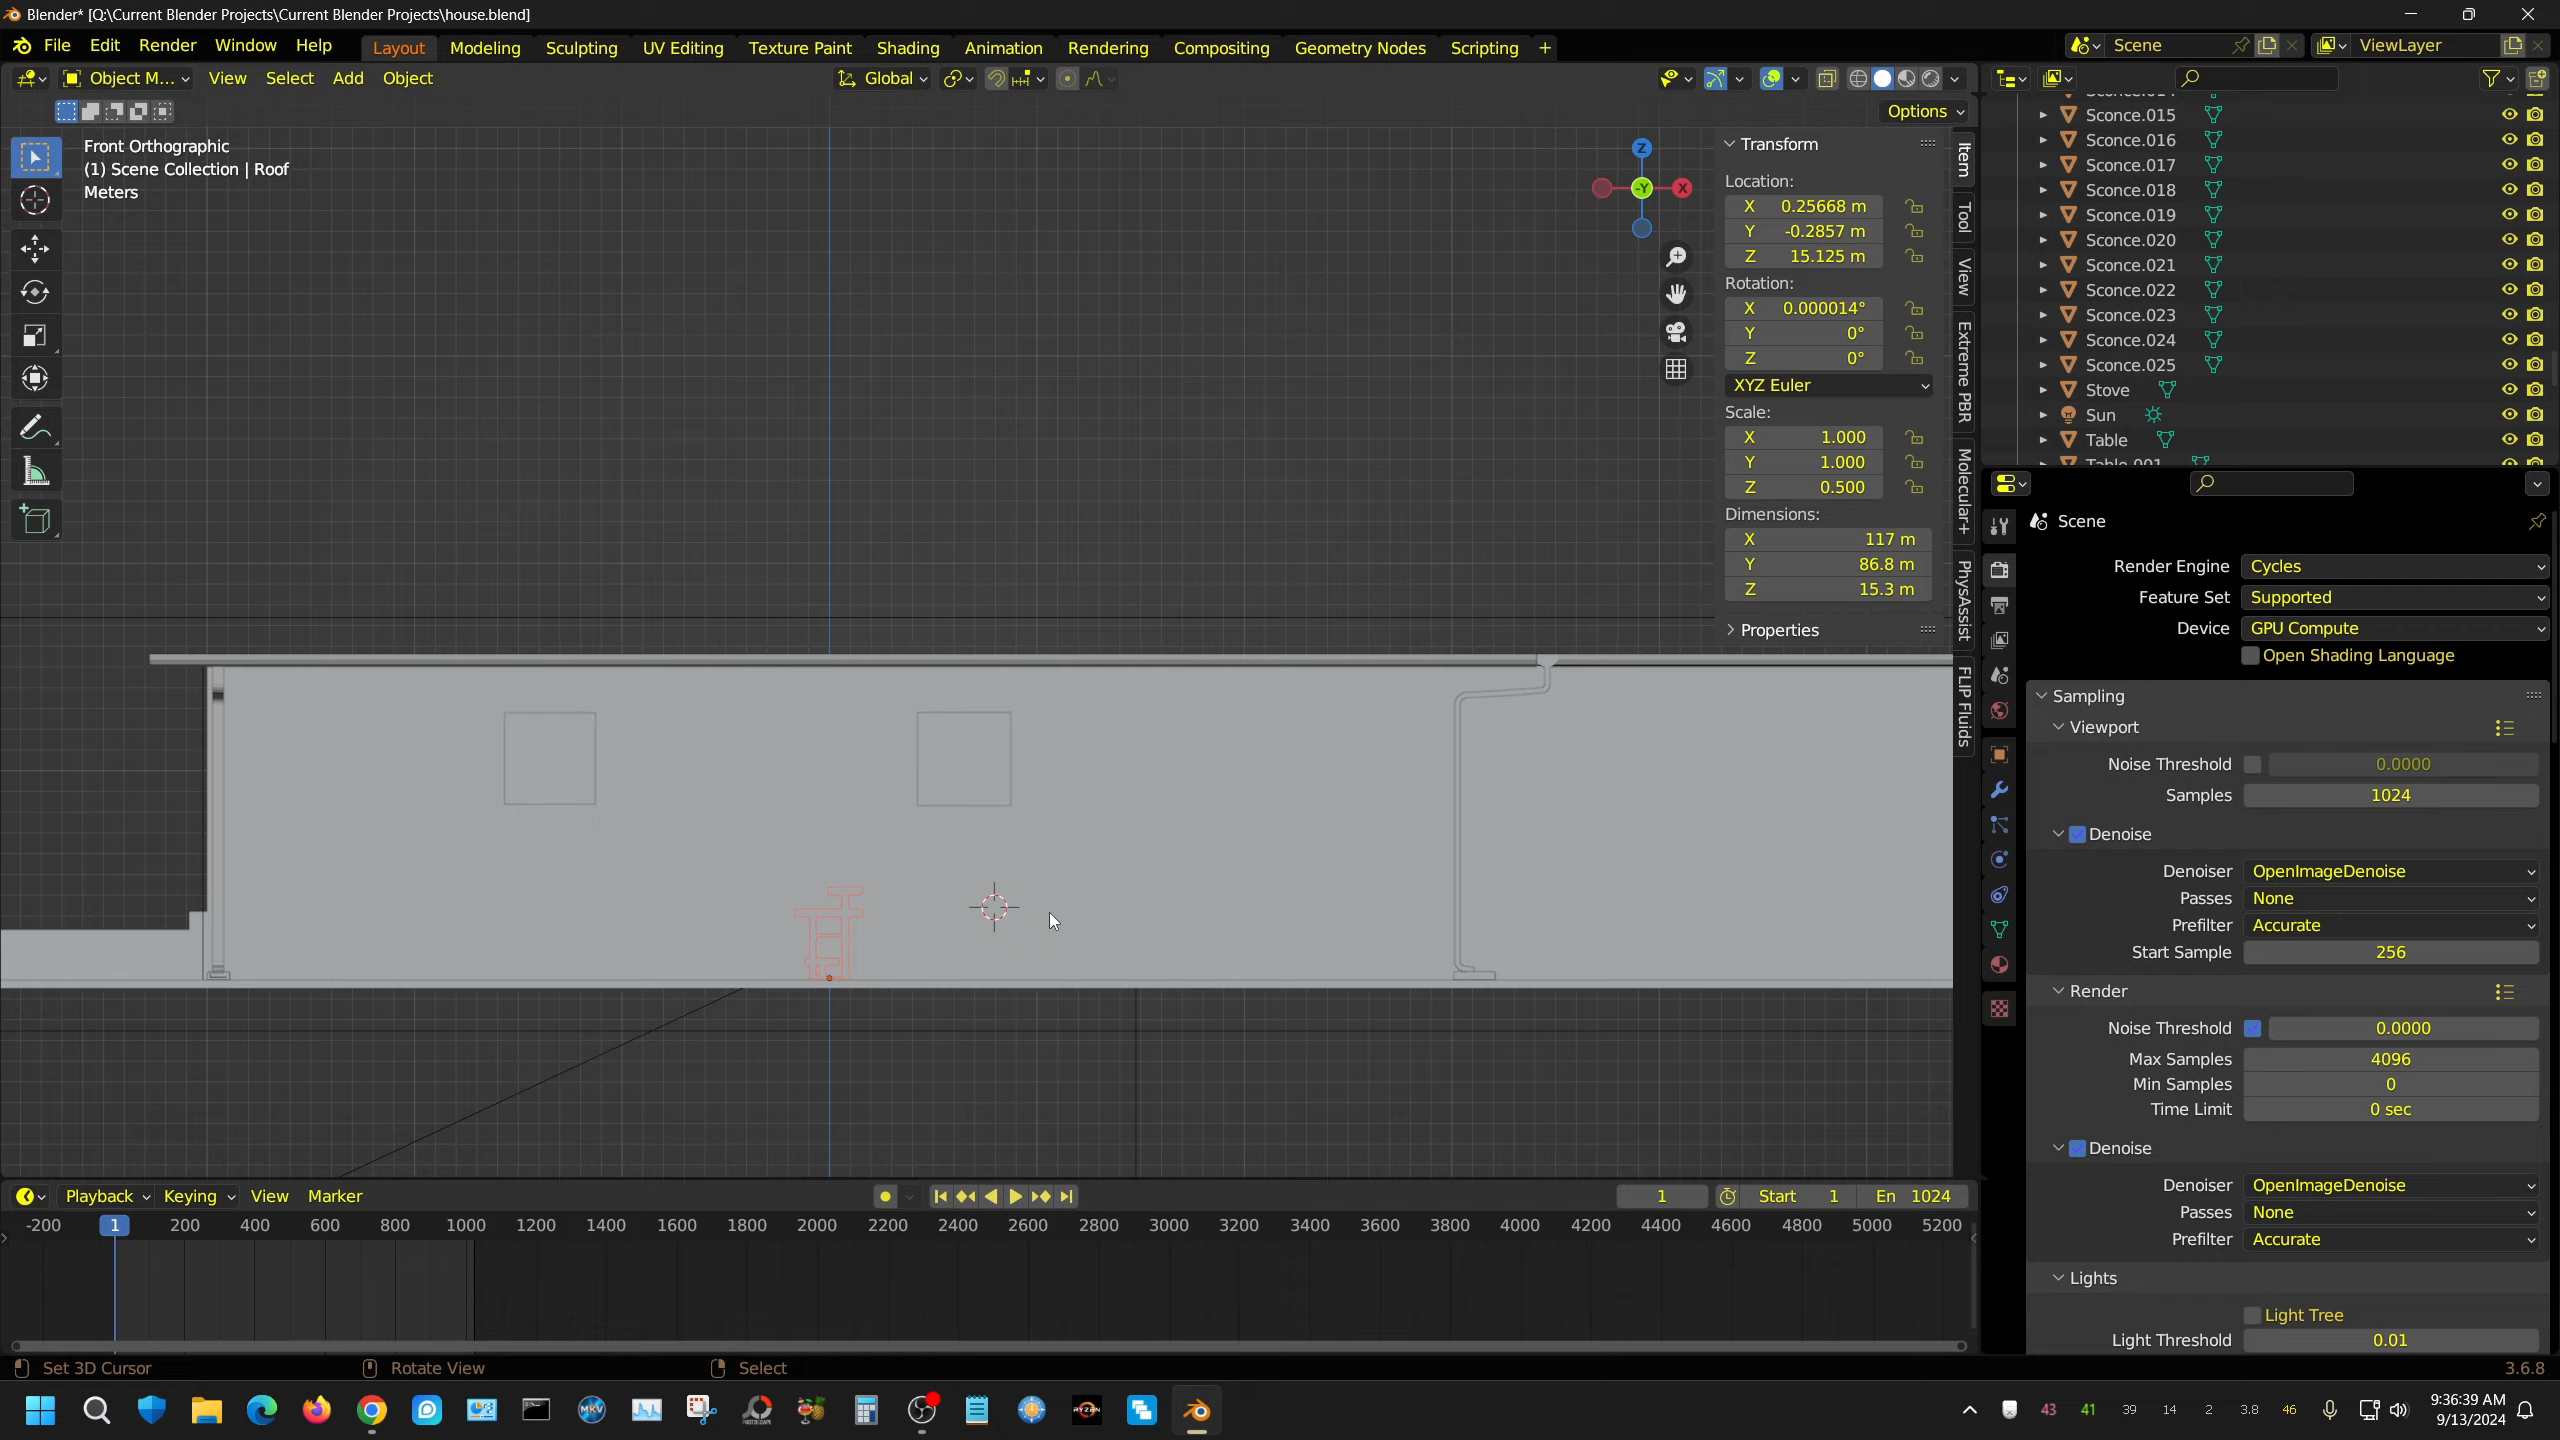 Blender* [Q:\Current Blender Projects\Current Blender Projects\house.blend]
File Edit Render Window Help Layout Modeling Sculpting UV Editing Texture Paint Shading Animation Rendering Compositing Geometry Nodes Scripting + Scene ViewLayer
Object M... View Select Add Object Global
Options
Front Orthographic
(1) Scene Collection | Roof
Meters
Z
-Y
X
Transform
Location:
X 0.25668 m
Y -0.2857 m
Z 15.125 m
Rotation:
X 0.000014°
Y 0°
Z 0°
XYZ Euler
Scale:
X 1.000
Y 1.000
Z 0.500
Dimensions:
X 117 m
Y 86.8 m
Z 15.3 m
Properties
Item
Tool
View
Extreme PBR
Molecular+
PhysAssist
FLIP Fluids
Sconce.015
Sconce.016
Sconce.017
Sconce.018
Sconce.019
Sconce.020
Sconce.021
Sconce.022
Sconce.023
Sconce.024
Sconce.025
Stove
Sun
Table
Table.001
Scene
Render Engine Cycles
Feature Set Supported
Device GPU Compute
Open Shading Language
Sampling
Viewport
Noise Threshold 0.0000
Samples 1024
Denoise
Denoiser OpenImageDenoise
Passes None
Prefilter Accurate
Start Sample 256
Render
Noise Threshold 0.0000
Max Samples 4096
Min Samples 0
Time Limit 0 sec
Denoise
Denoiser OpenImageDenoise
Passes None
Prefilter Accurate
Lights
Light Tree
Light Threshold 0.01
Playback Keying View Marker 1 Start 1 En 1024
-200 1 200 400 600 800 1000 1200 1400 1600 1800 2000 2200 2400 2600 2800 3000 3200 3400 3600 3800 4000 4200 4400 4600 4800 5000 5200
Set 3D Cursor Rotate View Select 3.6.8
MKV RYZEN 43 41 39 14 2 3.8 46 9:36:39 AM
9/13/2024